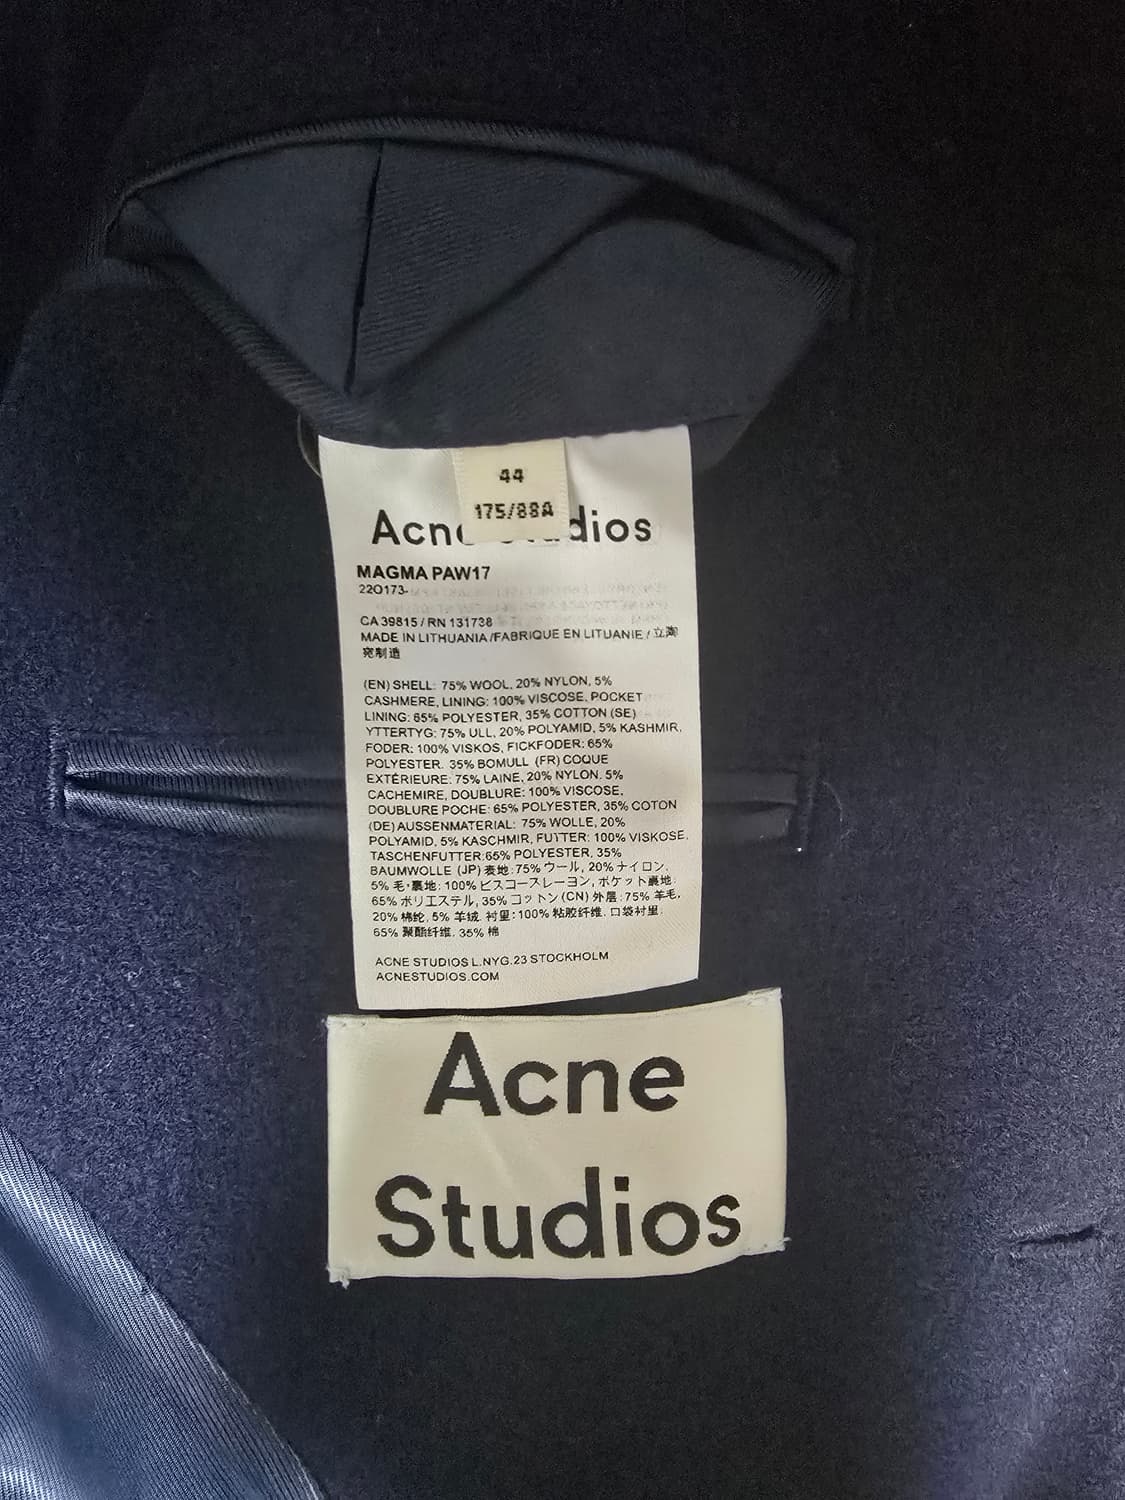 44
175/88A
Acne Studios
MAGMA PAW17
22O173-
CA 39815 / RN 131738
MADE IN LITHUANIA /FABRIQUE EN LITUANIE / 立陶
宛制造
(EN) SHELL: 75% WOOL, 20% NYLON, 5%
CASHMERE, LINING: 100% VISCOSE, POCKET
LINING: 65% POLYESTER, 35% COTTON (SE)
YTTERTYG: 75% ULL, 20% POLYAMID, 5% KASHMIR,
FODER: 100% VISKOS, FICKFODER: 65%
POLYESTER. 35% BOMULL (FR) COQUE
EXTÉRIEURE: 75% LAINE, 20% NYLON. 5%
CACHEMIRE, DOUBLURE: 100% VISCOSE,
DOUBLURE POCHE: 65% POLYESTER, 35% COTON
(DE) AUSSENMATERIAL: 75% WOLLE, 20%
POLYAMID, 5% KASCHMIR, FUTTER: 100% VISKOSE.
TASCHENFUTTER:65% POLYESTER, 35%
BAUMWOLLE (JP) 表地:75% ウール, 20% ナイロン,
5% 毛・裏地: 100% ビスコースレーヨン, ポケット裏地:
65% ポリエステル, 35% コットン (CN) 外层: 75% 羊毛,
20% 棉纶, 5% 羊绒, 衬里: 100% 粘胶纤维, 口袋衬里:
65% 聚酯纤维, 35% 棉
ACNE STUDIOS L.NYG.23 STOCKHOLM
ACNESTUDIOS.COM
Acne
Studios